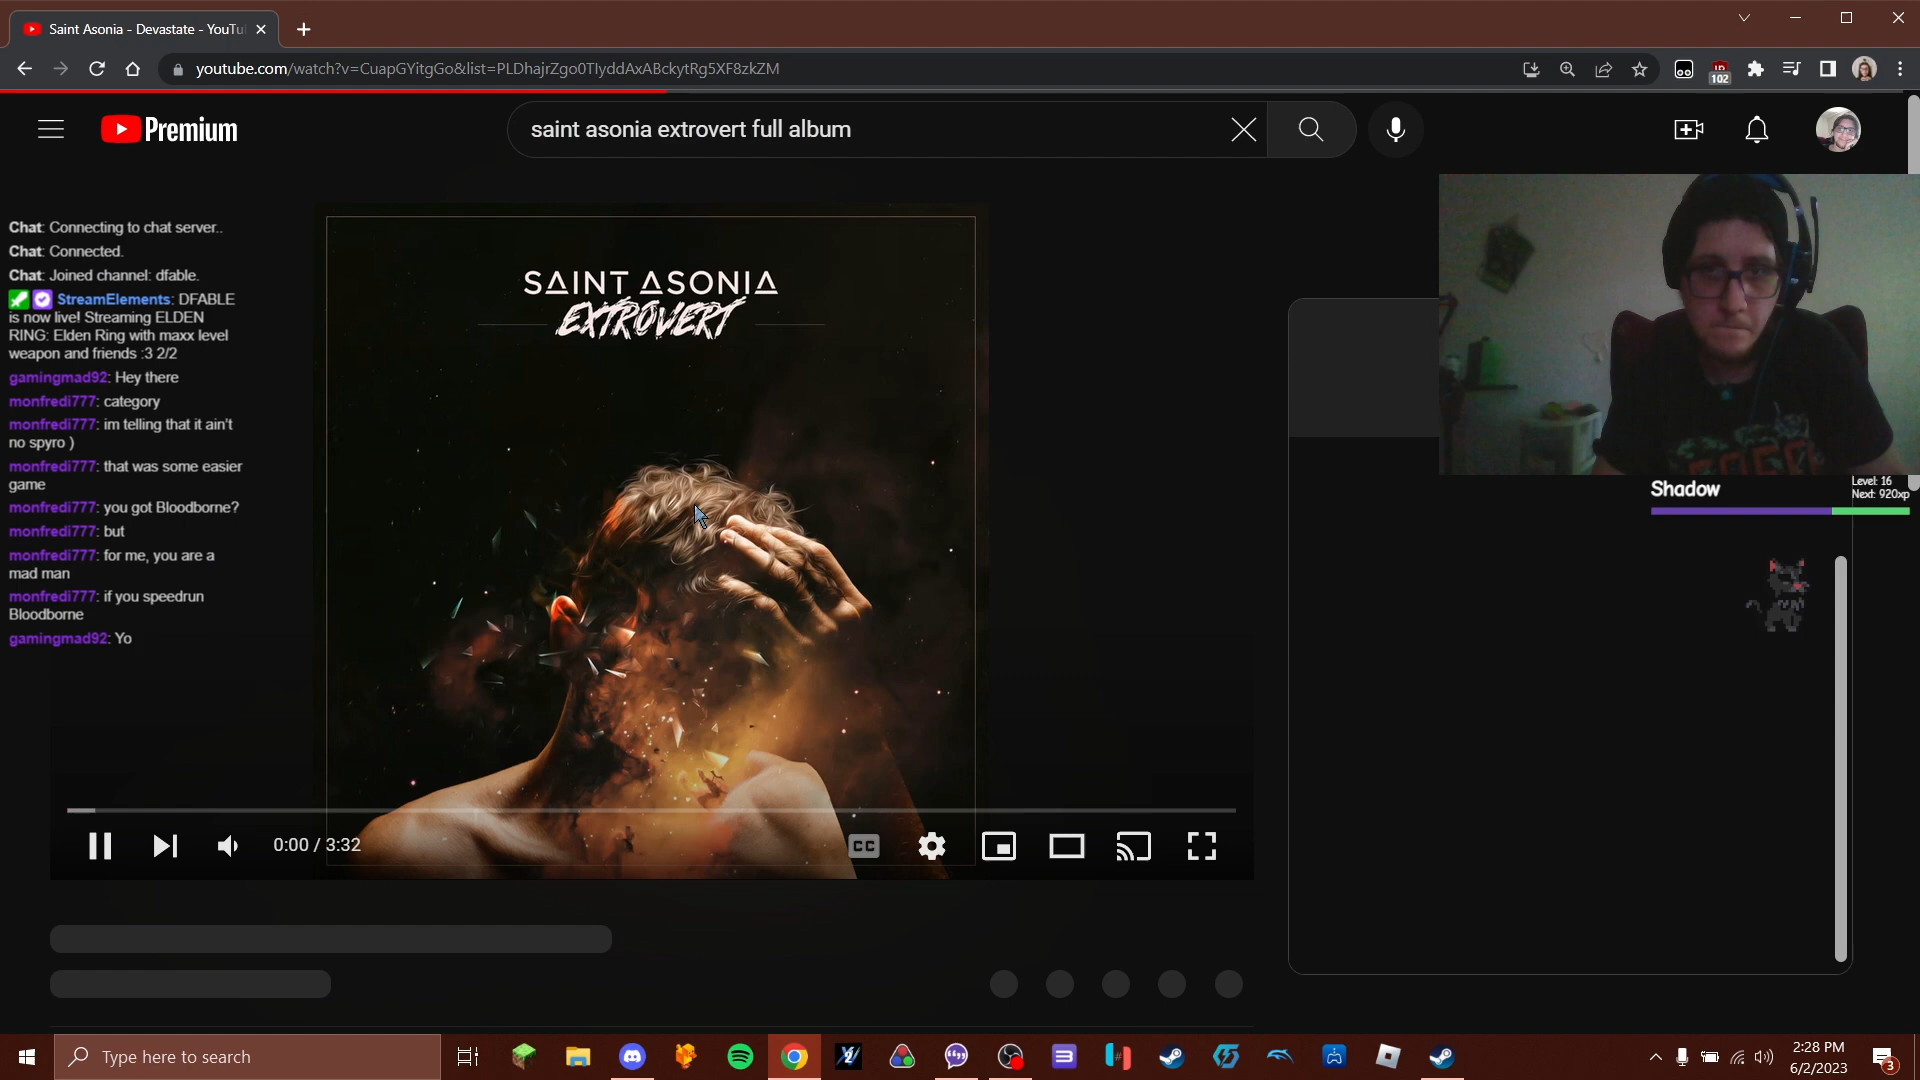 Saint Asonia - Devastate - YouTu
youtube.com/watch?v=CuapGYitgGo&list=PLDhajrZgo0TIyddAxABckytRg5XF8zkZM
102
Premium
saint asonia extrovert full album
Chat: Connecting to chat server..
Chat: Connected.
Chat: Joined channel: dfable.
StreamElements: DFABLE
is now live! Streaming ELDEN
RING: Elden Ring with maxx level
weapon and friends :3 2/2
gamingmad92: Hey there
monfredi777: category
monfredi777: im telling that it ain't
no spyro )
monfredi777: that was some easier
game
monfredi777: you got Bloodborne?
monfredi777: but
monfredi777: for me, you are a
mad man
monfredi777: if you speedrun
Bloodborne
gamingmad92: Yo
SAINT ASONIA
EXTROVERT
Shadow
Level: 16
Next: 920xp
0:00 / 3:32
CC
Type here to search
2:28 PM
6/2/2023
3